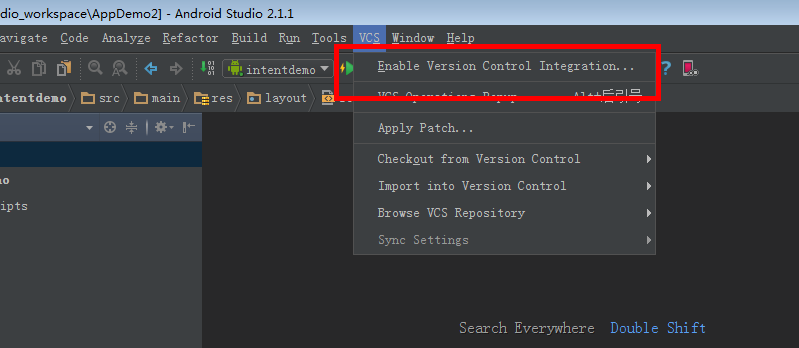 dio_workspace\AppDemo2] - Android Studio 2.1.1
avigate Code Analyze Refactor Build Run Tools VCS Window Help
intentdemo
ntentdemo src main res layout
Enable Version Control Integration...
VCS Operations Popup... Alt+后引号
Apply Patch...
Checkout from Version Control
Import into Version Control
Browse VCS Repository
Sync Settings
no
ipts
Search Everywhere Double Shift